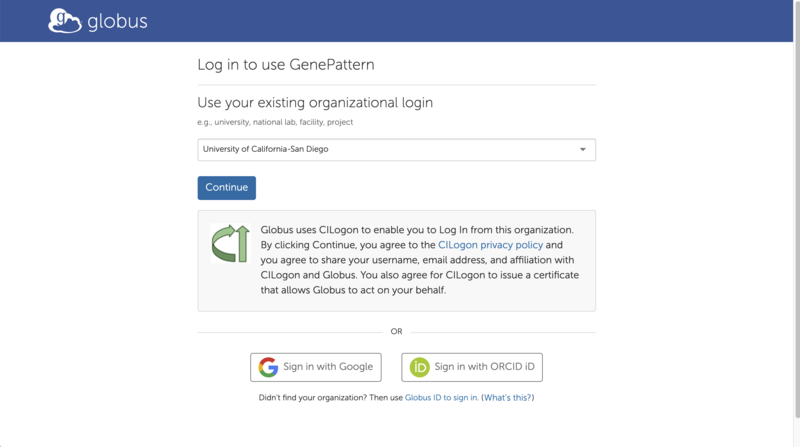 globus
Log in to use GenePattern
Use your existing organizational login
e.g., university, national lab, facility, project
University of California-San Diego
Continue
Globus uses CILogon to enable you to Log In from this organization.
By clicking Continue, you agree to the CILogon privacy policy and
you agree to share your username, email address, and affiliation with
CILogon and Globus. You also agree for CILogon to issue a certificate
that allows Globus to act on your behalf.
OR
Sign in with Google
iD Sign in with ORCID iD
Didn't find your organization? Then use Globus ID to sign in. (What's this?)